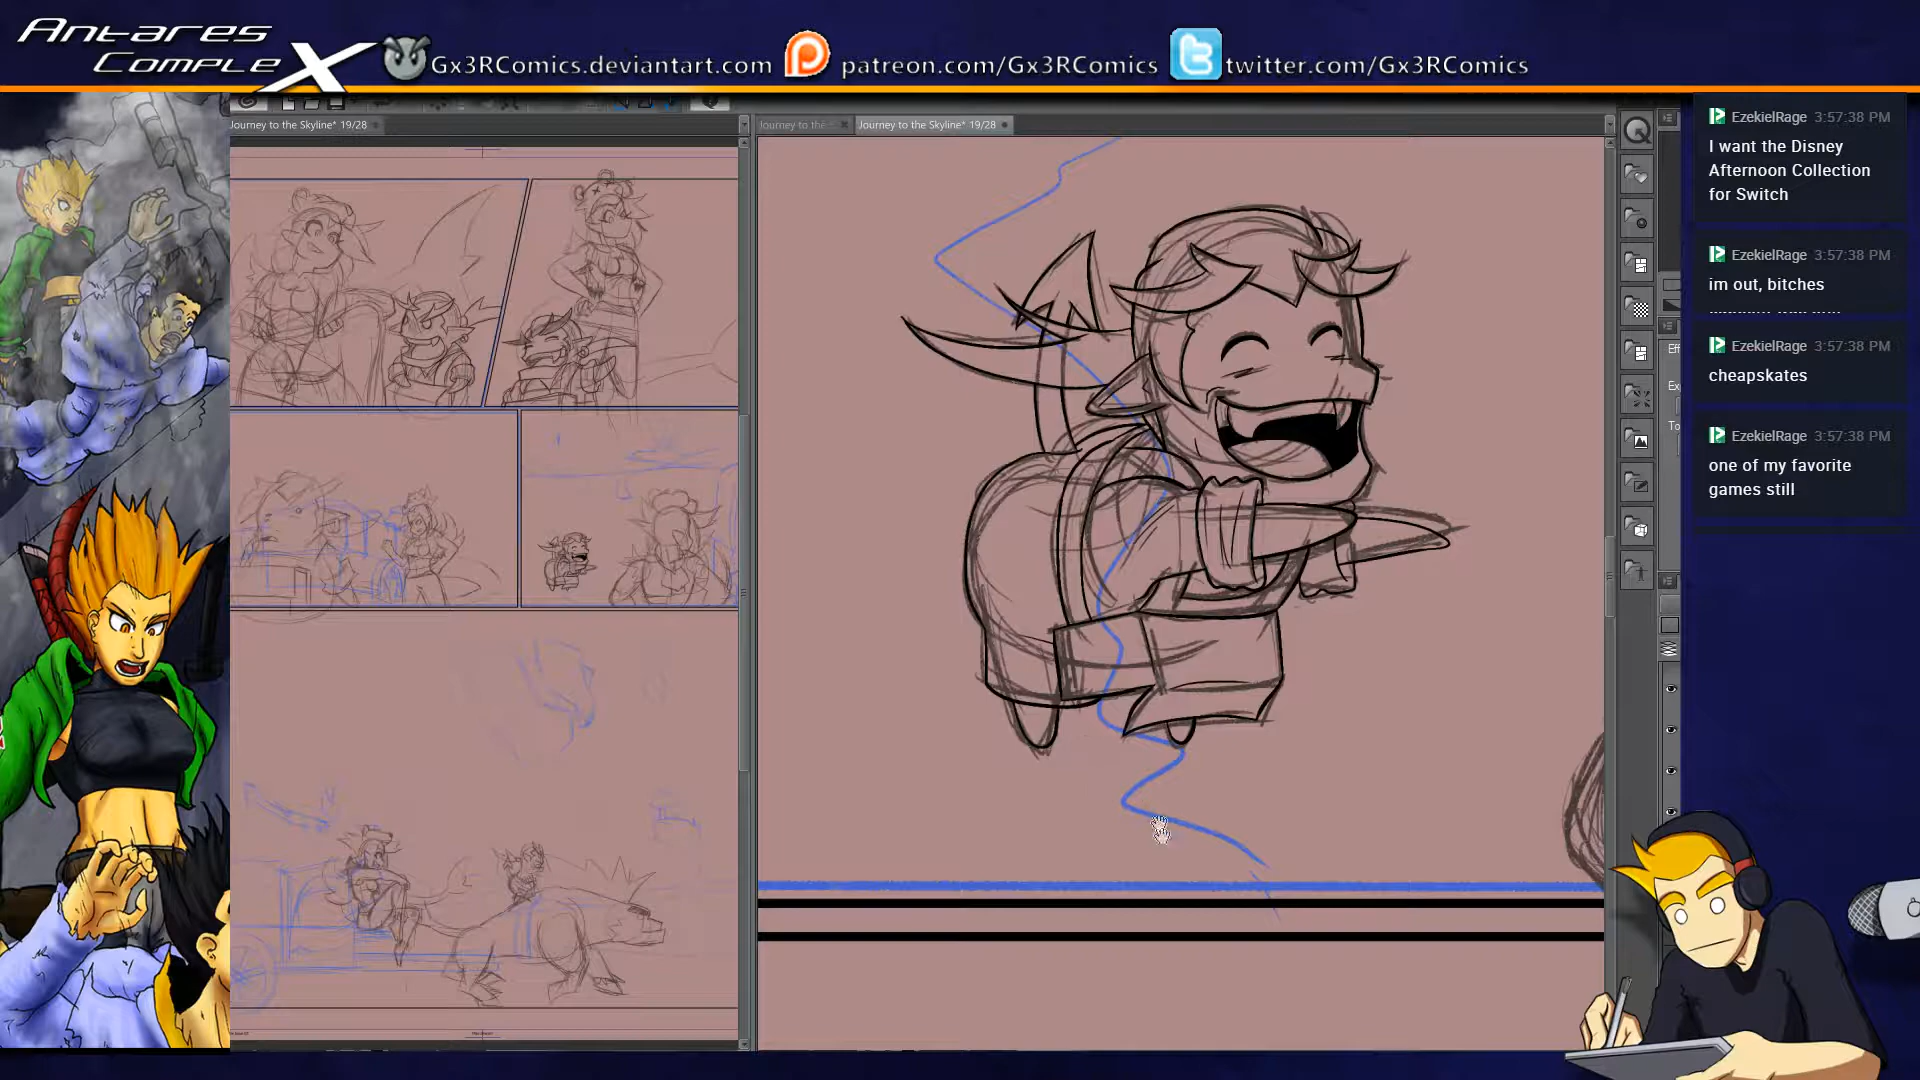 Antares
Complex
Gx3RComics.deviantart.com
patreon.com/Gx3RComics
twitter.com/Gx3RComics
Journey to the Skyline* 19/28
Journey to the
Journey to the Skyline* 19/28
EzekielRage 3:57:38 PM
I want the Disney
Afternoon Collection
for Switch
EzekielRage 3:57:38 PM
im out, bitches
EzekielRage 3:57:38 PM
cheapskates
EzekielRage 3:57:38 PM
one of my favorite
games still